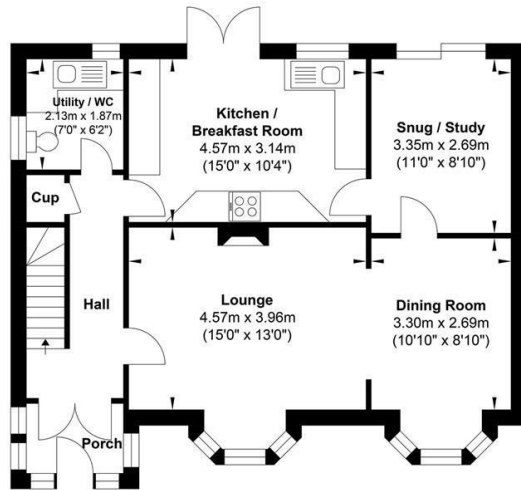 Utility / WC
2.13m x 1.87m
(7'0" x 6'2")
Kitchen /
Breakfast Room
4.57m x 3.14m
(15'0" x 10'4")
Snug / Study
3.35m x 2.69m
(11'0" x 8'10")
Cup
Hall
Lounge
4.57m x 3.96m
(15'0" x 13'0")
Dining Room
3.30m x 2.69m
(10'10" x 8'10")
Porch